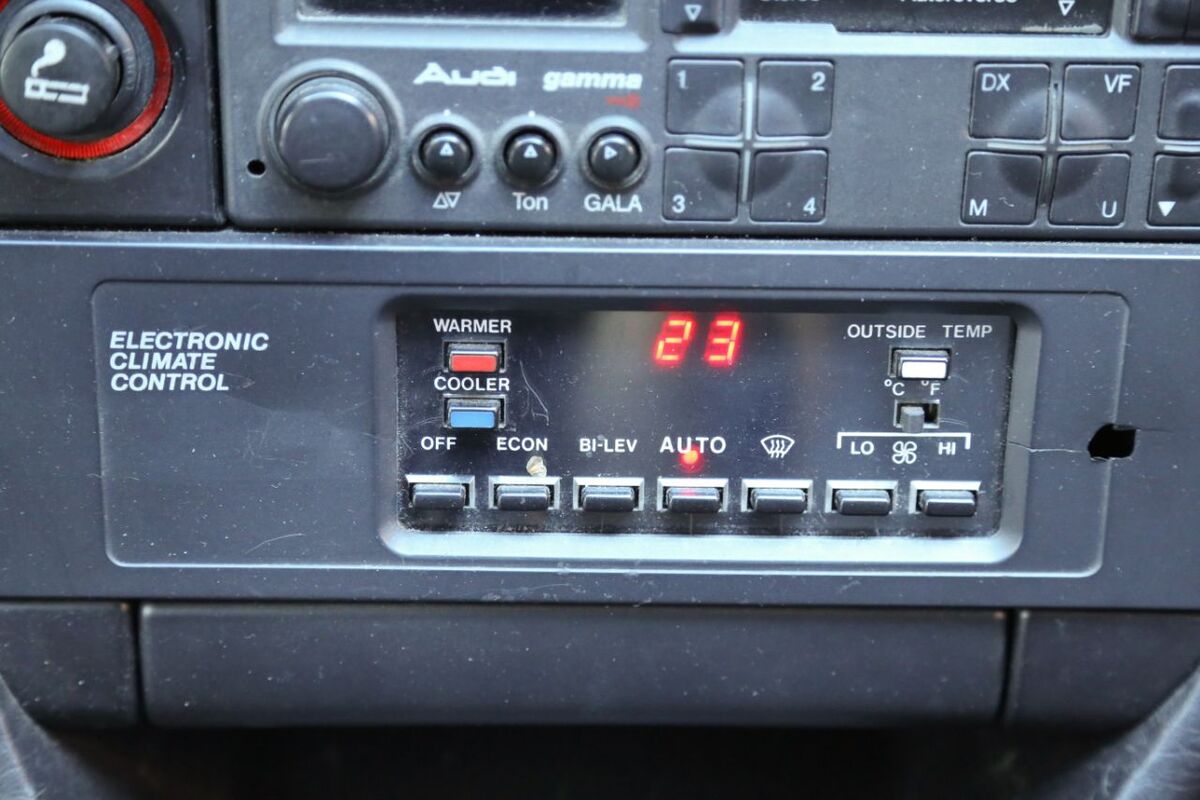 Audi gamma
1 2
DX VF
Ton GALA
3 4
M U
ELECTRONIC
CLIMATE
CONTROL
WARMER
23
OUTSIDE TEMP
COOLER
°C °F
OFF ECON BI-LEV AUTO LO HI